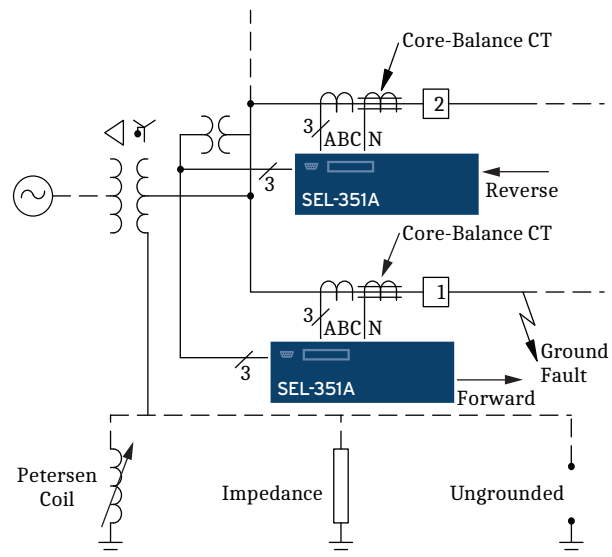 Core-Balance CT
2
3
ABC N
3
SEL-351A
Reverse
Core-Balance CT
1
3
ABC N
Ground
Fault
3
SEL-351A
Forward
Petersen
Coil
Impedance
Ungrounded